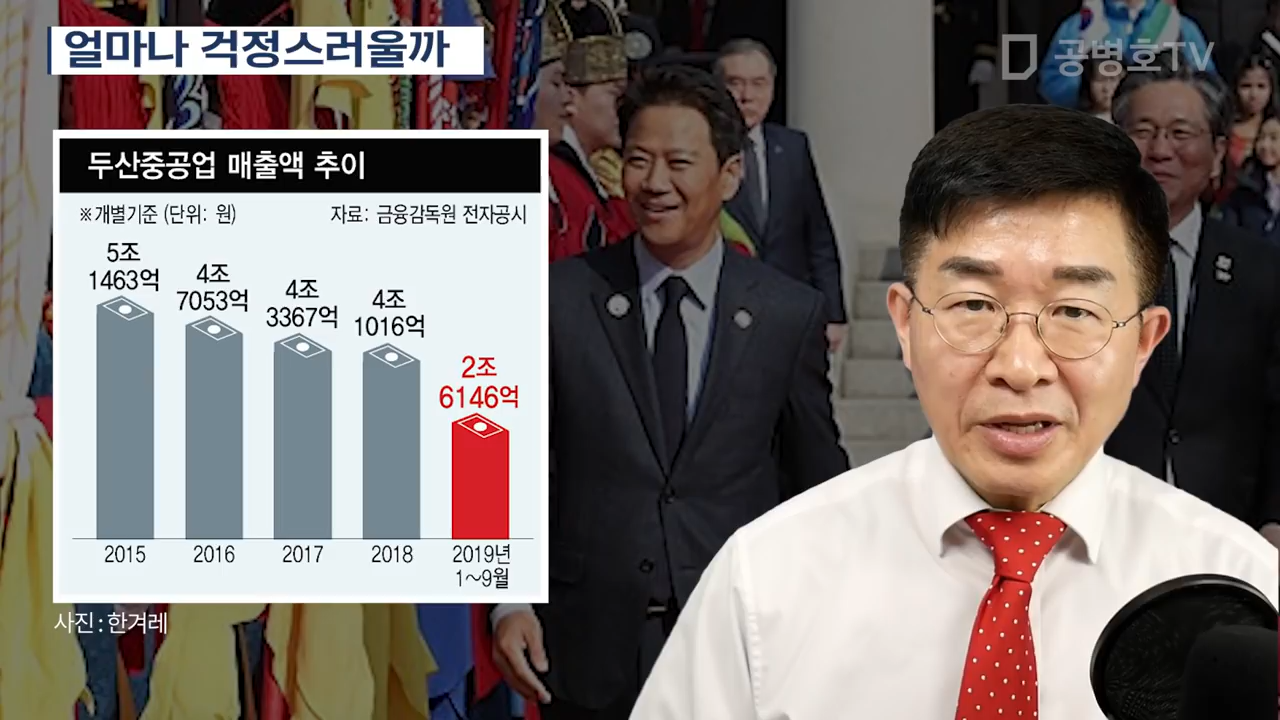 얼마나 걱정스러울까
공병호TV
두산중공업 매출액 추이
※개별기준 (단위: 원)
자료: 금융감독원 전자공시
5조
1463억
4조
7053억
4조
3367억
4조
1016억
2조
6146억
2015
2016
2017
2018
2019년
1~9월
사진:한겨레